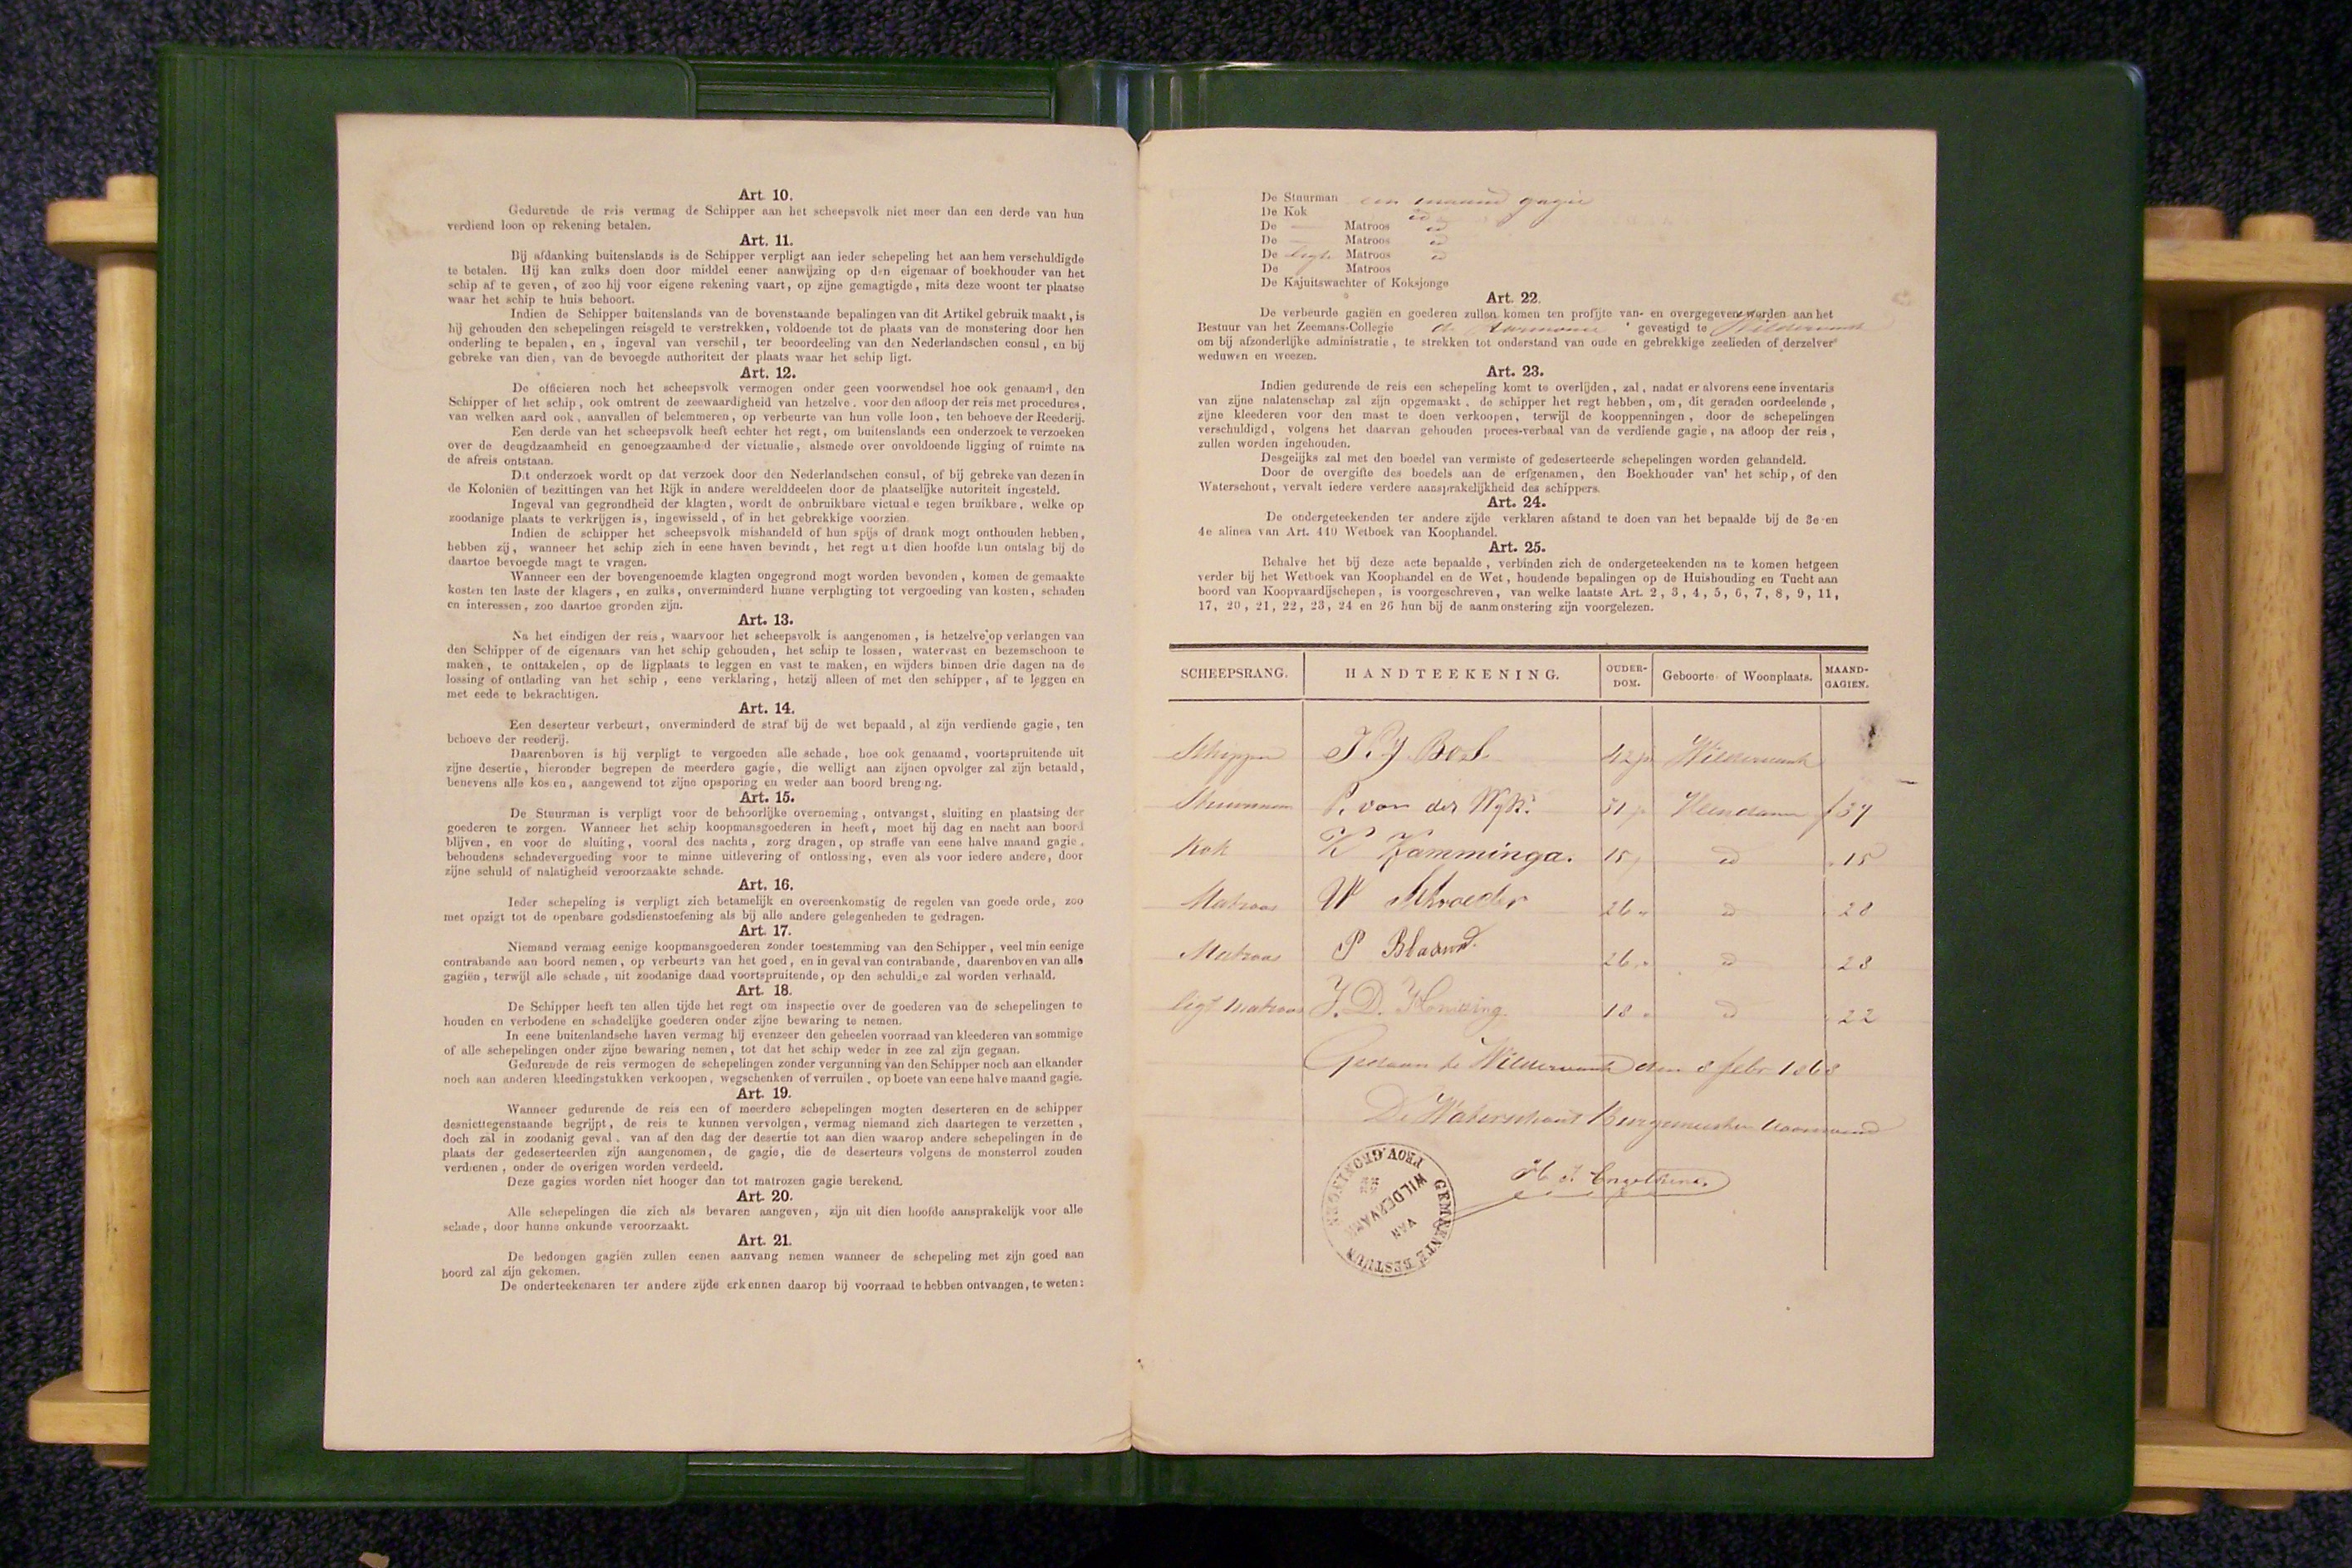 Art. 10.
Gedurende de reis vermag de Schipper aan het scheepsvolk niet meer dan een derde van hun
verdiend loon op rekening betalen.
Art. 11.
Bij afdanking buitenslands is de Schipper verpligt aan ieder schepeling het aan hem verschuldigde
te betalen. Hij kan zulks doen door middel eener aanwijzing op den eigenaar of boekhouder van het
schip af te geven, of zoo hij voor eigene rekening vaart, op zijne gemagtigde, mits deze woont ter plaatse
waar het schip te huis behoort.
Indien de Schipper buitenslands van de bovenstaande bepalingen van dit Artikel gebruik maakt, is
hij gehouden den schepelingen reisgeld te verstrekken, voldoende tot de plaats van de monstering door hen
onderling te bepalen, en, ingeval van verschil, ter beoordeeling van den Nederlandschen consul, en bij
gebreke van dien, van de bevoegde authoriteit der plaats waar het schip ligt.
Art. 12.
De officieren noch het scheepsvolk vermogen onder geen voorwendsel hoe ook genaamd, den
Schipper of het schip, ook omtrent de zeewaardigheid van hetzelve, voor den afloop der reis met procedures,
van welken aard ook, aanvallen of belemmeren, op verbeurte van hun volle loon, ten behoeve der Reederij.
Een derde van het scheepsvolk heeft echter het regt, om buitenslands een onderzoek te verzoeken
over de deugdzaamheid en genoegzaamheid der victualie, alsmede over onvoldoende ligging of ruimte na
de afreis ontstaan.
Dit onderzoek wordt op dat verzoek door den Nederlandschen consul, of bij gebreke van dezen in
de Koloniën of bezittingen van het Rijk in andere werelddeelen door de plaatselijke autoriteit ingesteld.
Ingeval van gegrondheid der klagten, wordt de onbruikbare victualie tegen bruikbare, welke op
zoodanige plaats te verkrijgen is, ingewisseld, of in het gebrekkige voorzien.
Indien de schipper het scheepsvolk mishandeld of hun spijs of drank mogt onthouden hebben,
hebben zij, wanneer het schip zich in eene haven bevindt, het regt uit dien hoofde hun ontslag bij de
daartoe bevoegde magt te vragen.
Wanneer een der bovengenoemde klagten ongegrond mogt worden bevonden, komen de gemaakte
kosten ten laste der klagers, en zulks, onverminderd hunne verpligting tot vergoeding van kosten, schaden
en interessen, zoo daartoe gronden zijn.
Art. 13.
Na het eindigen der reis, waarvoor het scheepsvolk is aangenomen, is hetzelve op verlangen van
den Schipper of de eigenaars van het schip gehouden, het schip te lossen, watervast en bezemschoon te
maken, te onttakelen, op de ligplaats te leggen en vast te maken, en wijders binnen drie dagen na de
lossing of ontlading van het schip, eene verklaring, hetzij alleen of met den schipper, af te leggen en
met eede te bekrachtigen.
Art. 14.
Een deserteur verbeurt, onverminderd de straf bij de wet bepaald, al zijn verdiende gagie, ten
behoeve der reederij.
Daarenboven is hij verpligt te vergoeden alle schade, hoe ook genaamd, voortspruitende uit
zijne desertie, hieronder begrepen de meerdere gagie, die welligt aan zijnen opvolger zal zijn betaald,
benevens alle kosten, aangewend tot zijne opsporing en weder aan boord brenging.
Art. 15.
De Stuurman is verpligt voor de behoorlijke overneming, ontvangst, sluiting en plaatsing der
goederen te zorgen. Wanneer het schip koopmansgoederen in heeft, moet hij dag en nacht aan boord
blijven, en voor de sluiting, vooral des nachts, zorg dragen, op straffe van eene halve maand gagie,
behoudens schadevergoeding voor te minne uitlevering of ontlossing, even als voor iedere andere, door
zijne schuld of nalatigheid veroorzaakte schade.
Art. 16.
Ieder schepeling is verpligt zich betamelijk en overeenkomstig de regelen van goede orde, zoo
met opzigt tot de openbare godsdienstoefening als bij alle andere gelegenheden te gedragen.
Art. 17.
Niemand vermag eenige koopmansgoederen zonder toestemming van den Schipper, veel min eenige
contrabande aan boord nemen, op verbeurte van het goed, en in geval van contrabande, daarenboven van alle
gagiën, terwijl alle schade, uit zoodanige daad voortspruitende, op den schuldige zal worden verhaald.
Art. 18.
De Schipper heeft ten allen tijde het regt om inspectie over de goederen van de schepelingen te
houden en verbodene en schadelijke goederen onder zijne bewaring te nemen.
In eene buitenlandsche haven vermag hij evenzeer den geheelen voorraad van kleederen van sommige
of alle schepelingen onder zijne bewaring nemen, tot dat het schip weder in zee zal zijn gegaan.
Gedurende de reis vermogen de schepelingen zonder vergunning van den Schipper noch aan elkander
noch aan anderen kleedingstukken verkoopen, wegschenken of verruilen, op boete van eene halve maand gagie.
Art. 19.
Wanneer gedurende de reis een of meerdere schepelingen mogten deserteren en de schipper
desniettegenstaande begrijpt, de reis te kunnen vervolgen, vermag niemand zich daartegen te verzetten,
doch zal in zoodanig geval, van af den dag der desertie tot aan dien waarop andere schepelingen in de
plaats der gedeserteerden zijn aangenomen, de gagie, die de deserteurs volgens de monsterrol zouden
verdienen, onder de overigen worden verdeeld.
Deze gagies worden niet hooger dan tot matrozen gagie berekend.
Art. 20.
Alle schepelingen die zich als bevaren aangeven, zijn uit dien hoofde aansprakelijk voor alle
schade, door hunne onkunde veroorzaakt.
Art. 21.
De bedongen gagiën zullen eenen aanvang nemen wanneer de schepeling met zijn goed aan
boord zal zijn gekomen.
De onderteekenaren ter andere zijde erkennen daarop bij voorraad te hebben ontvangen, te weten:
De Stuurman een maand gagie
De Kok id
De — Matroos id
De — Matroos id
De ligte Matroos id
De Matroos
De Kajuitswachter of Koksjonge
Art. 22.
De verbeurde gagiën en goederen zullen komen ten profijte van- en overgegeven worden aan het
Bestuur van het Zeemans-Collegie de Harmonie gevestigd te Wildervank
om bij afzonderlijke administratie, te strekken tot onderstand van oude en gebrekkige zeelieden of derzelver
weduwen en weezen.
Art. 23.
Indien gedurende de reis een schepeling komt te overlijden, zal, nadat er alvorens eene inventaris
van zijne nalatenschap zal zijn opgemaakt, de schipper het regt hebben, om, dit geraden oordeelende,
zijne kleederen voor den mast te doen verkoopen, terwijl de kooppenningen, door de schepelingen
verschuldigd, volgens het daarvan gehouden proces-verbaal van de verdiende gagie, na afloop der reis,
zullen worden ingehouden.
Desgelijks zal met den boedel van vermiste of gedeserteerde schepelingen worden gehandeld.
Door de overgifte des boedels aan de erfgenamen, den Boekhouder van het schip, of den
Waterschout, vervalt iedere verdere aansprakelijkheid des schippers.
Art. 24.
De ondergeteekenden ter andere zijde verklaren afstand te doen van het bepaalde bij de 3e en
4e alinea van Art. 440 Wetboek van Koophandel.
Art. 25.
Behalve het bij deze acte bepaalde, verbinden zich de ondergeteekenden na te komen hetgeen
verder bij het Wetboek van Koophandel en de Wet, houdende bepalingen op de Huishouding en Tucht aan
boord van Koopvaardijschepen, is voorgeschreven, van welke laatste Art. 2, 3, 4, 5, 6, 7, 8, 9, 11,
17, 20, 21, 22, 23, 24 en 26 hun bij de aanmonstering zijn voorgelezen.
SCHEEPSRANG. HANDTEEKENING. OUDERDOM. Geboorte of Woonplaats. MAANDGAGIEN.
Schipper Wildervank
Stuurman P. van der Wijk. 51 Veendam f 37
Kok K Kamminga. 15 id 15
Matroos W Schroeder 26 id 28
Matroos P Blaauw 26 id 28
ligt matroos J. D. 18 id 22
Gedaan te Wildervank den 8 febr 1868
De Waterschout Burgemeester voornoemd
GEMEENTE BESTUUR VAN WILDERVANK PROV. GRONINGEN